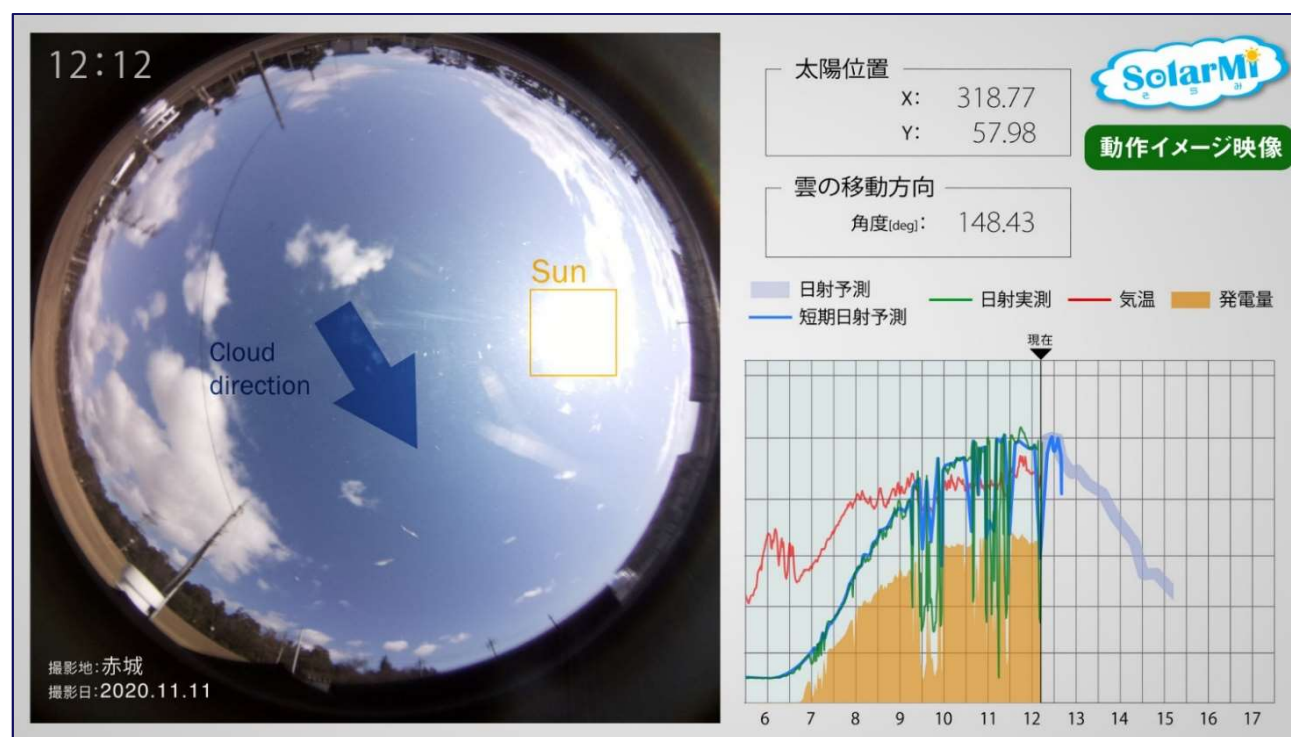 12:12
Sun
Cloud
direction
撮影地:赤城
撮影日:2020.11.11
太陽位置
X: 318.77
Y: 57.98
SolarMi
そらみ
動作イメージ映像
雲の移動方向
角度[deg]: 148.43
日射予測
短期日射予測
日射実測
気温
発電量
現在
6 7 8 9 10 11 12 13 14 15 16 17